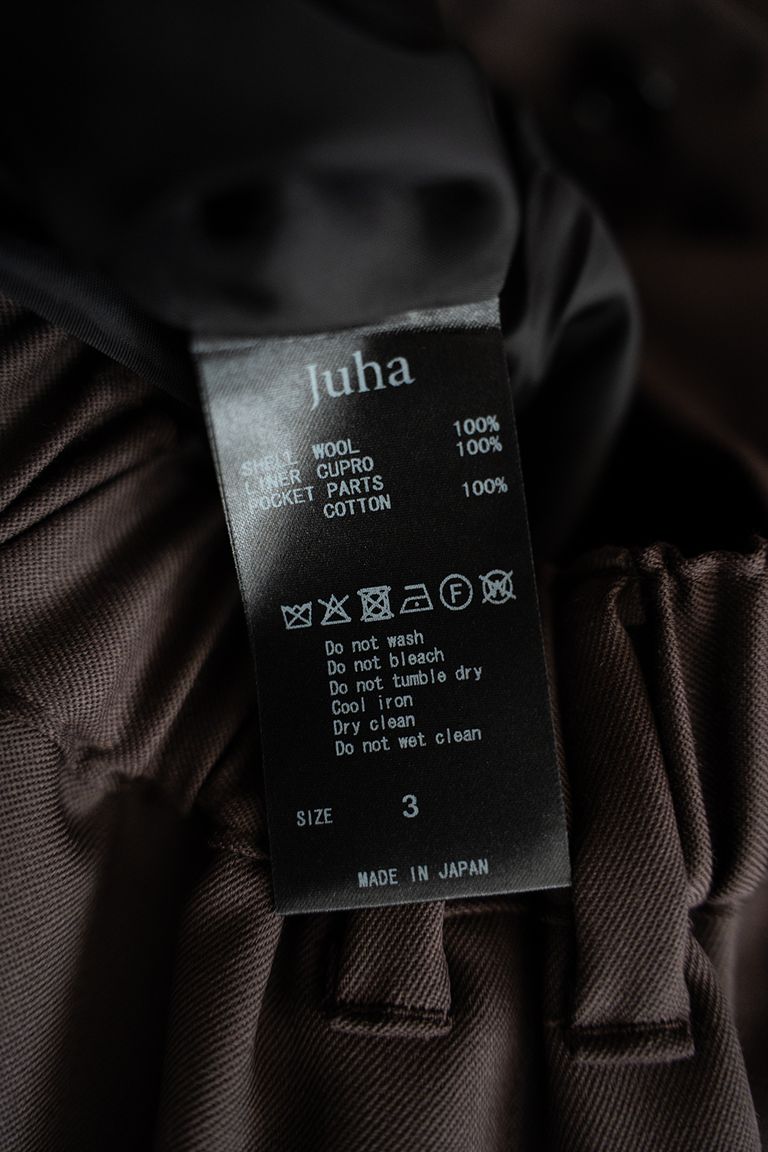 Juha
SHELL WOOL 100%
LINER CUPRO 100%
POCKET PARTS
COTTON 100%
F
W
Do not wash
Do not bleach
Do not tumble dry
Cool iron
Dry clean
Do not wet clean
SIZE 3
MADE IN JAPAN